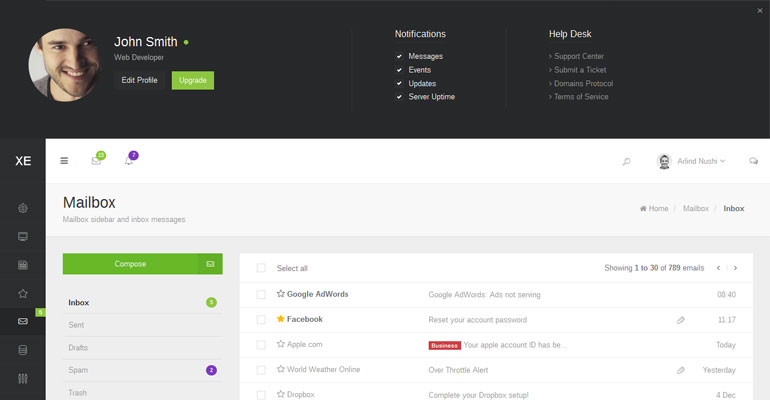 John Smith
Web Developer
Edit Profile Upgrade
Notifications
Messages
Events
Updates
Server Uptime
Help Desk
Support Center
Submit a Ticket
Domains Protocol
Terms of Service
XE
10 7
Arlind Nushi
Mailbox
Mailbox sidebar and inbox messages
Home / Mailbox / Inbox
Compose
5
Inbox 5
Sent
Drafts
Spam 2
Trash
Select all Showing 1 to 30 of 789 emails
Google AdWords Google AdWords: Ads not serving 08:40
Facebook Reset your account password 11:17
Apple.com Business Your apple account ID has be... Today
World Weather Online Over Throttle Alert Yesterday
Dropbox Complete your Dropbox setup! 4 Dec